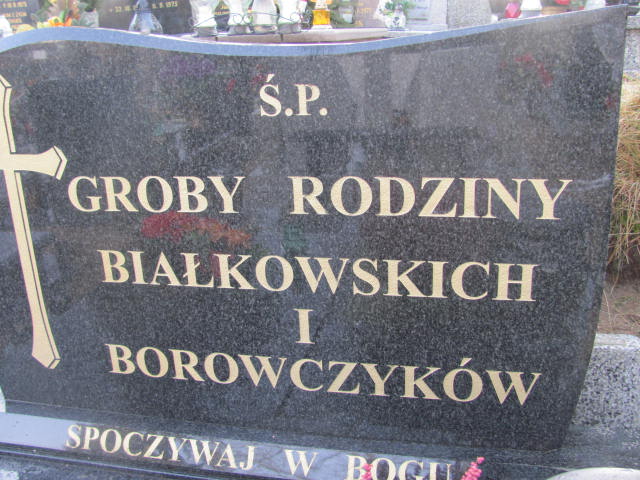 Ś.P.
GROBY RODZINY
BIAŁKOWSKICH
I
BOROWCZYKÓW
SPOCZYWAJ W BOGU